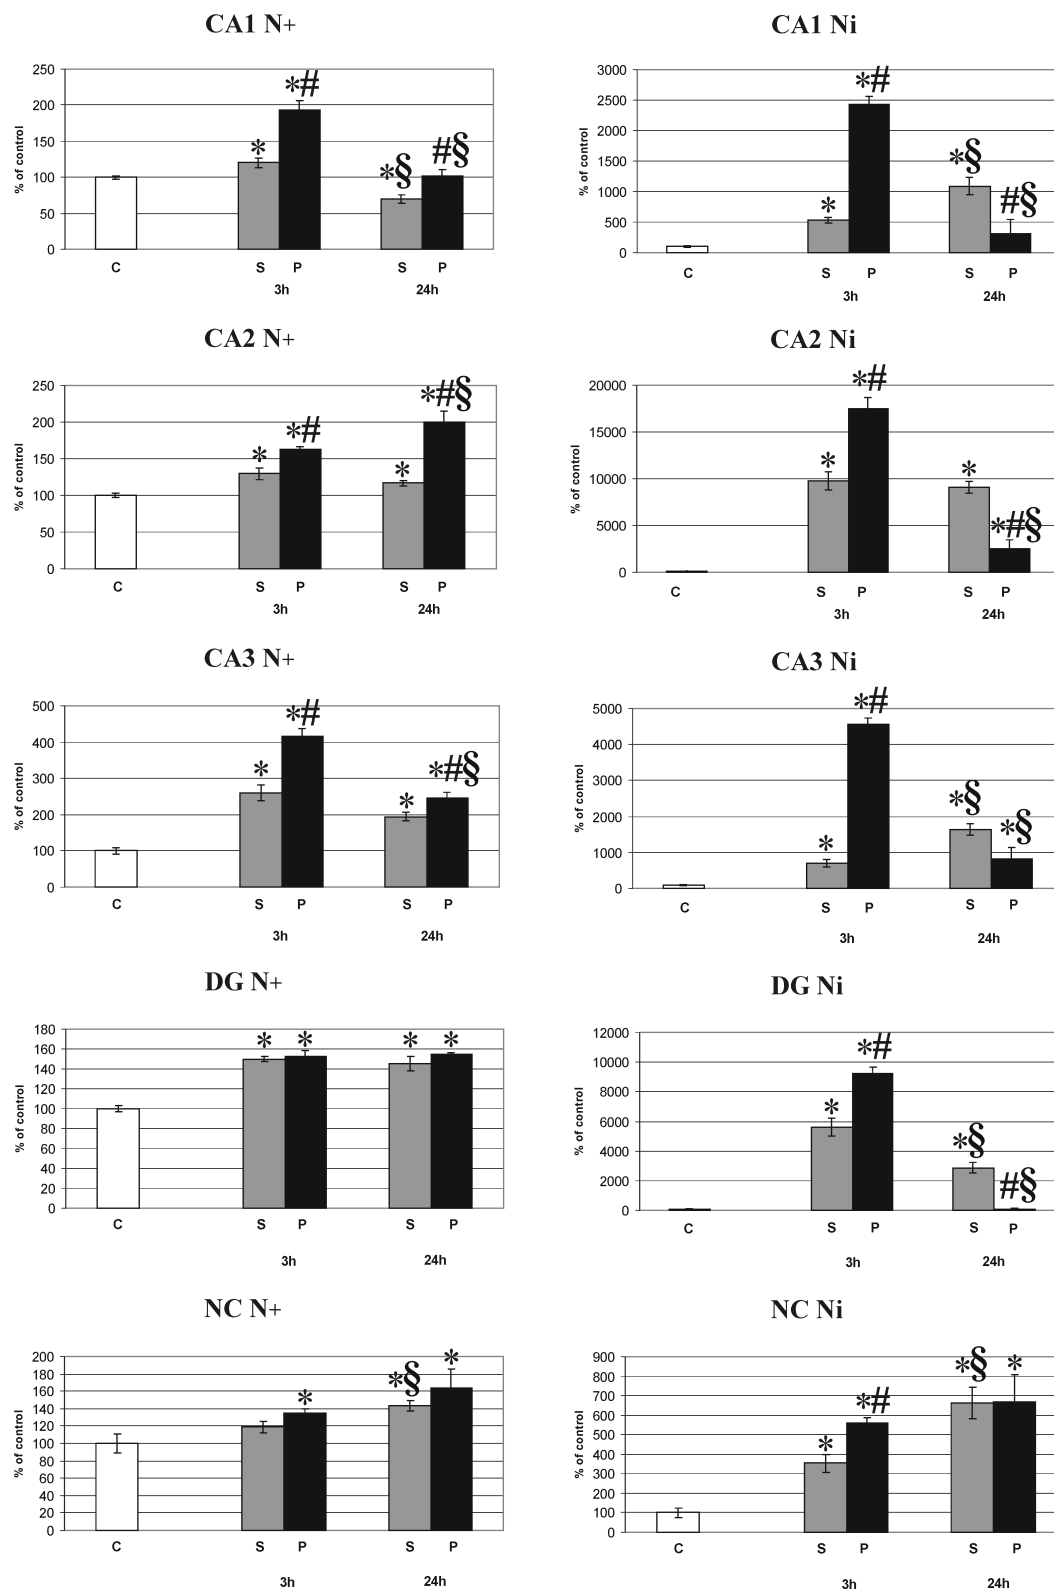 CA1 N+
% of control
250
200
150
100
50
0
*
*#
*§
#§
C
S P
S P
3h
24h
CA1 Ni
% of control
3000
2500
2000
1500
1000
500
0
*
*#
*§
#§
C
S P
S P
3h
24h
CA2 N+
% of control
250
200
150
100
50
0
*
*#
*
*#§
C
S P
S P
3h
24h
CA2 Ni
% of control
20000
15000
10000
5000
0
*
*#
*
*#§
C
S P
S P
3h
24h
CA3 N+
% of control
500
400
300
200
100
0
*
*#
*
*#§
C
S P
S P
3h
24h
CA3 Ni
% of control
5000
4000
3000
2000
1000
0
*
*#
*§
*§
C
S P
S P
3h
24h
DG N+
% of control
180
160
140
120
100
80
60
40
20
0
*
*
*
*
C
S P
S P
3h
24h
DG Ni
% of control
12000
10000
8000
6000
4000
2000
0
*
*#
*§
#§
C
S P
S P
3h
24h
NC N+
% of control
200
180
160
140
120
100
80
60
40
20
0
*
*§
*
C
S P
S P
3h
24h
NC Ni
% of control
900
800
700
600
500
400
300
200
100
0
*
*#
*§
*
C
S P
S P
3h
24h